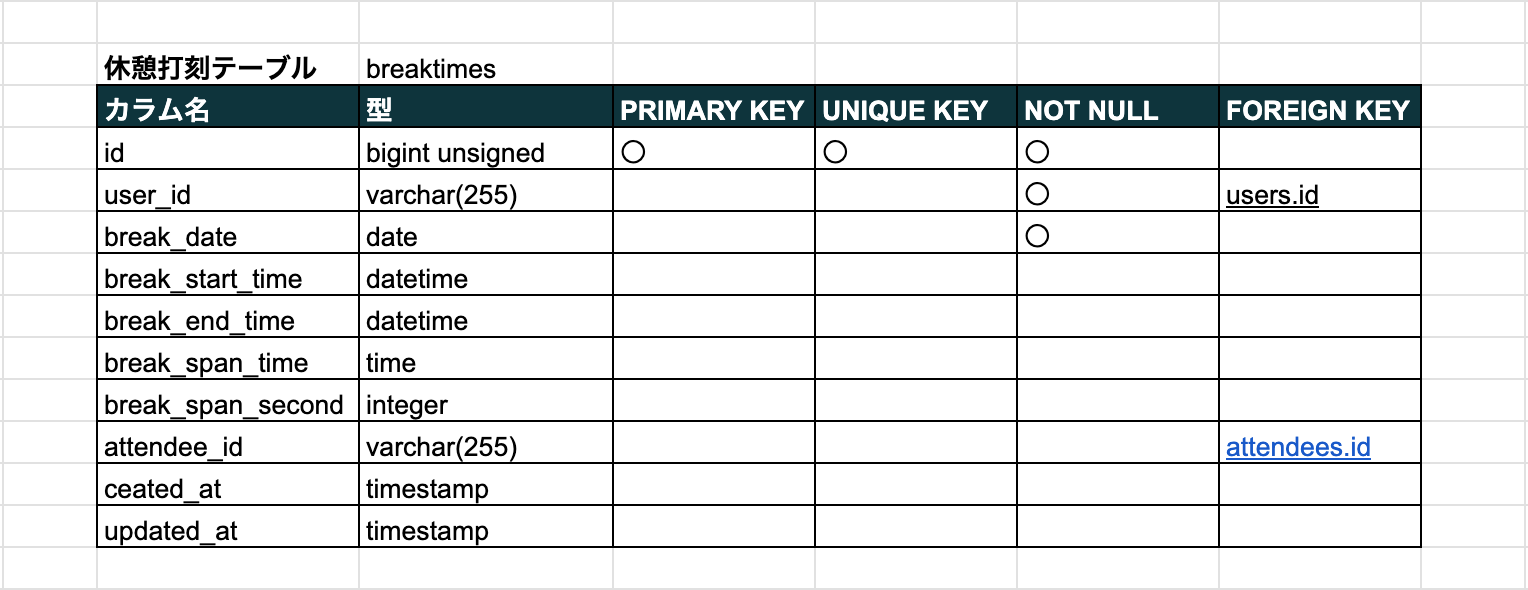 休憩打刻テーブル breaktimes
カラム名 型 PRIMARY KEY UNIQUE KEY NOT NULL FOREIGN KEY
id bigint unsigned ○ ○ ○
user_id varchar(255) ○ users.id
break_date date ○
break_start_time datetime
break_end_time datetime
break_span_time time
break_span_second integer
attendee_id varchar(255) attendees.id
ceated_at timestamp
updated_at timestamp